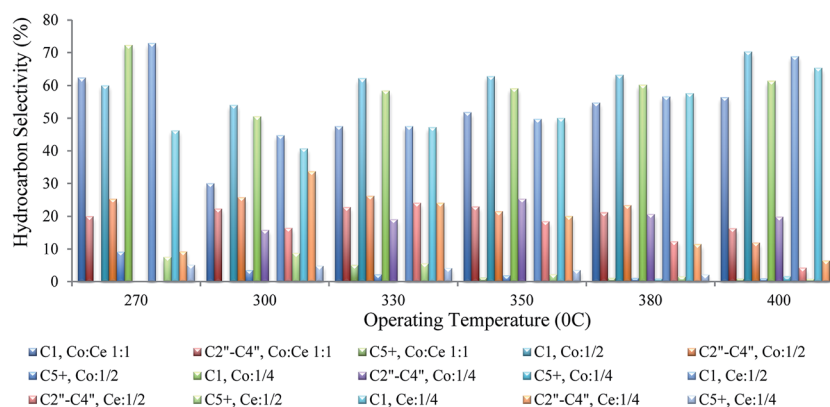 80
70
60
50
40
30
20
10
0
Hydrocarbon Selectivity (%)
270 300 330 350 380 400
Operating Temperature (0C)
C1, Co:Ce 1:1 C2"-C4", Co:Ce 1:1 C5+, Co:Ce 1:1 C1, Co:1/2 C2"-C4", Co:1/2
C5+, Co:1/2 C1, Co:1/4 C2"-C4", Co:1/4 C5+, Co:1/4 C1, Ce:1/2
C2"-C4", Ce:1/2 C5+, Ce:1/2 C1, Ce:1/4 C2"-C4", Ce:1/4 C5+, Ce:1/4